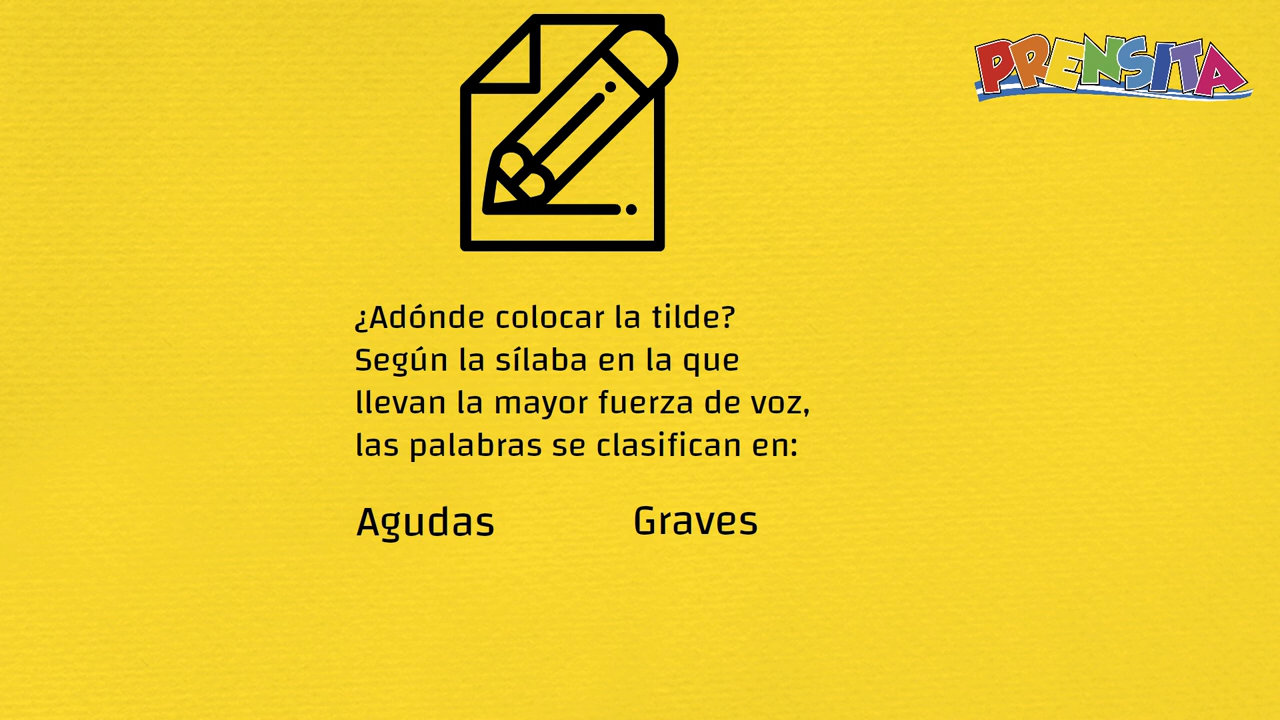 PRENSITA
¿Adónde colocar la tilde?
Según la sílaba en la que
llevan la mayor fuerza de voz,
las palabras se clasifican en:
Agudas Graves